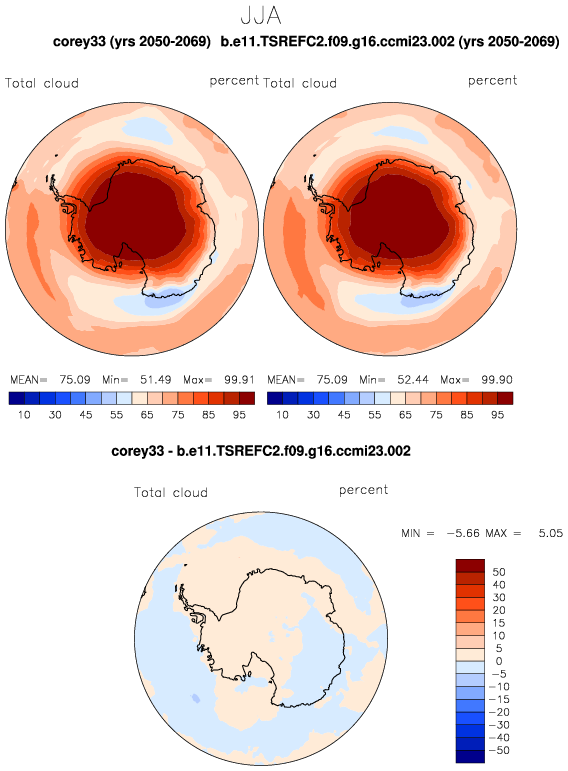 JJA
corey33 (yrs 2050-2069) b.e11.TSREFC2.f09.g16.ccmi23.002 (yrs 2050-2069)
Total cloud percent Total cloud percent
MEAN= 75.09 Min= 51.49 Max= 99.91 MEAN= 75.09 Min= 52.44 Max= 99.90
10 30 45 55 65 75 85 95 10 30 45 55 65 75 85 95
corey33 - b.e11.TSREFC2.f09.g16.ccmi23.002
Total cloud percent
MIN = -5.66 MAX = 5.05
50
40
30
20
15
10
5
0
-5
-10
-15
-20
-30
-40
-50